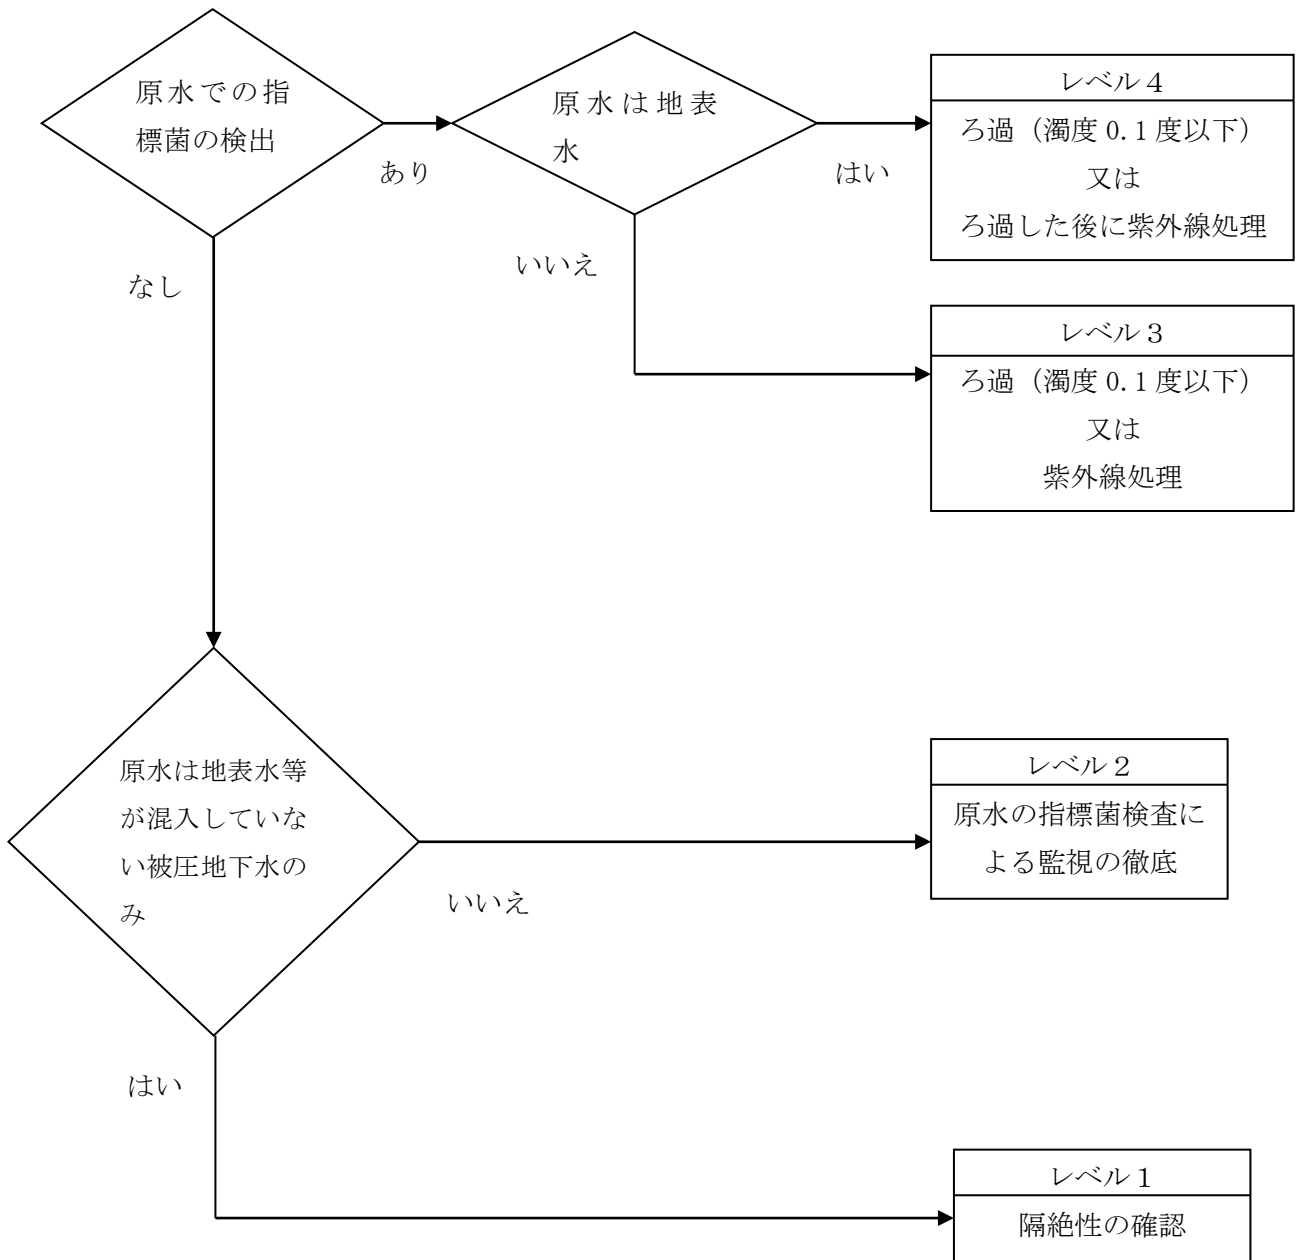 原水での指
標菌の検出
あり
原水は地表
水
はい
レベル４
ろ過（濁度 0.1 度以下）
又は
ろ過した後に紫外線処理
いいえ
なし
レベル３
ろ過（濁度 0.1 度以下）
又は
紫外線処理
原水は地表水等
が混入していな
い被圧地下水の
み
いいえ
レベル２
原水の指標菌検査に
よる監視の徹底
はい
レベル１
隔絶性の確認